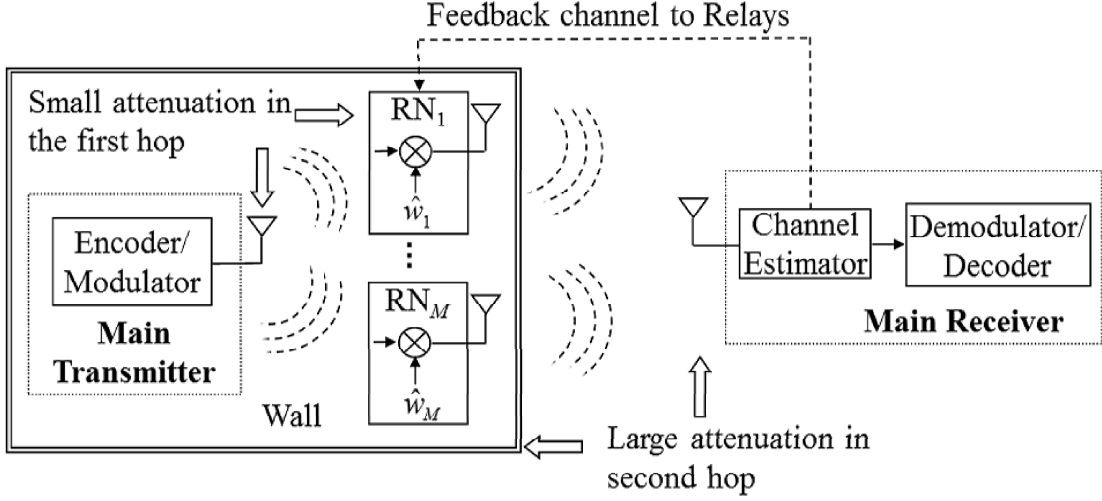 Feedback channel to Relays
Small attenuation in
the first hop
RN1
ŵ1
Encoder/
Modulator
Main
Transmitter
RNM
ŵM
Wall
Channel
Estimator
Demodulator/
Decoder
Main Receiver
Large attenuation in
second hop